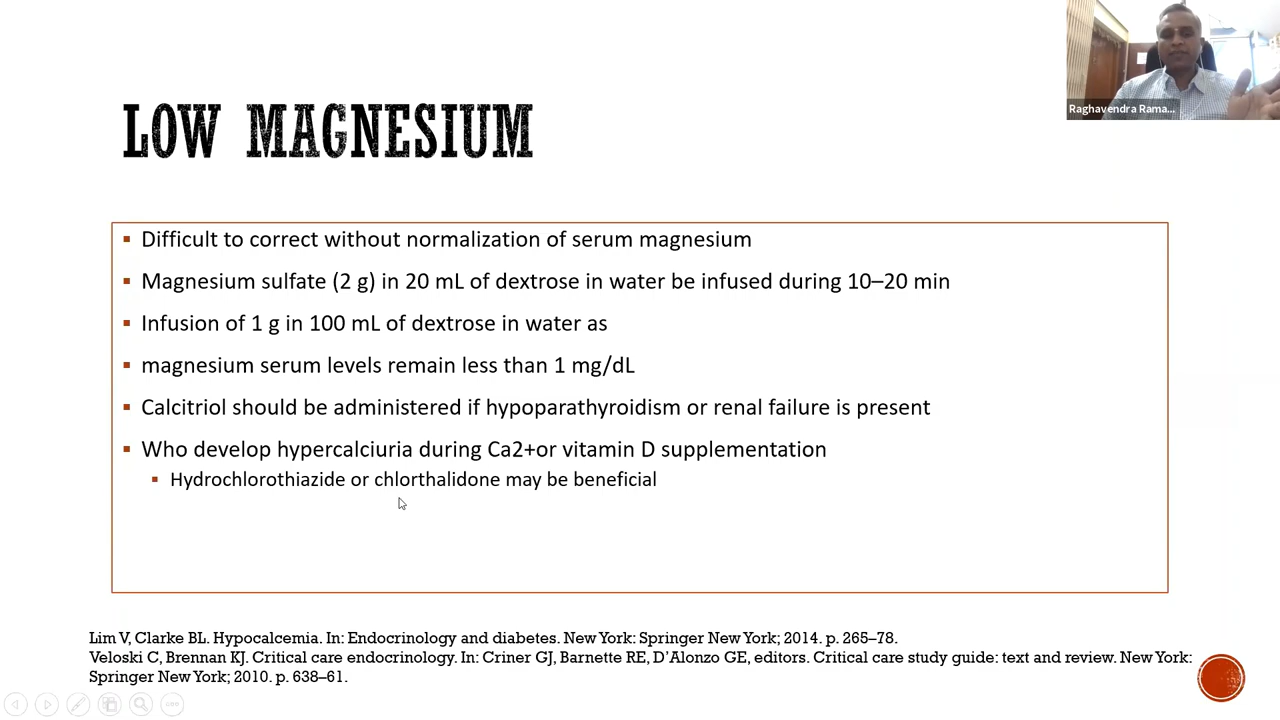 Raghavendra Rama...
LOW MAGNESIUM
Difficult to correct without normalization of serum magnesium
Magnesium sulfate (2 g) in 20 mL of dextrose in water be infused during 10–20 min
Infusion of 1 g in 100 mL of dextrose in water as
magnesium serum levels remain less than 1 mg/dL
Calcitriol should be administered if hypoparathyroidism or renal failure is present
Who develop hypercalciuria during Ca2+or vitamin D supplementation
Hydrochlorothiazide or chlorthalidone may be beneficial
Lim V, Clarke BL. Hypocalcemia. In: Endocrinology and diabetes. New York: Springer New York; 2014. p. 265–78.
Veloski C, Brennan KJ. Critical care endocrinology. In: Criner GJ, Barnette RE, D'Alonzo GE, editors. Critical care study guide: text and review. New York:
Springer New York; 2010. p. 638–61.